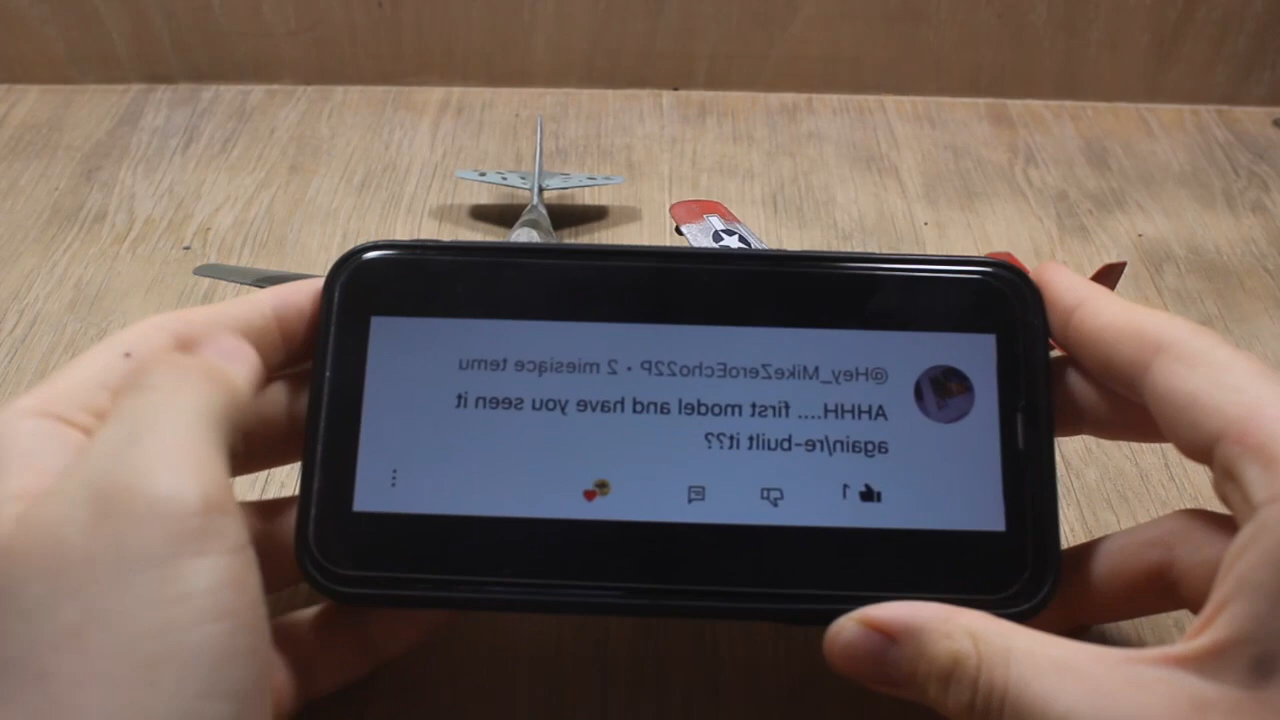 @Hey_MikeZeroEcho22P • 2 miesiące temu
AHHH.... first model and have you seen it
again/re-built it??
1